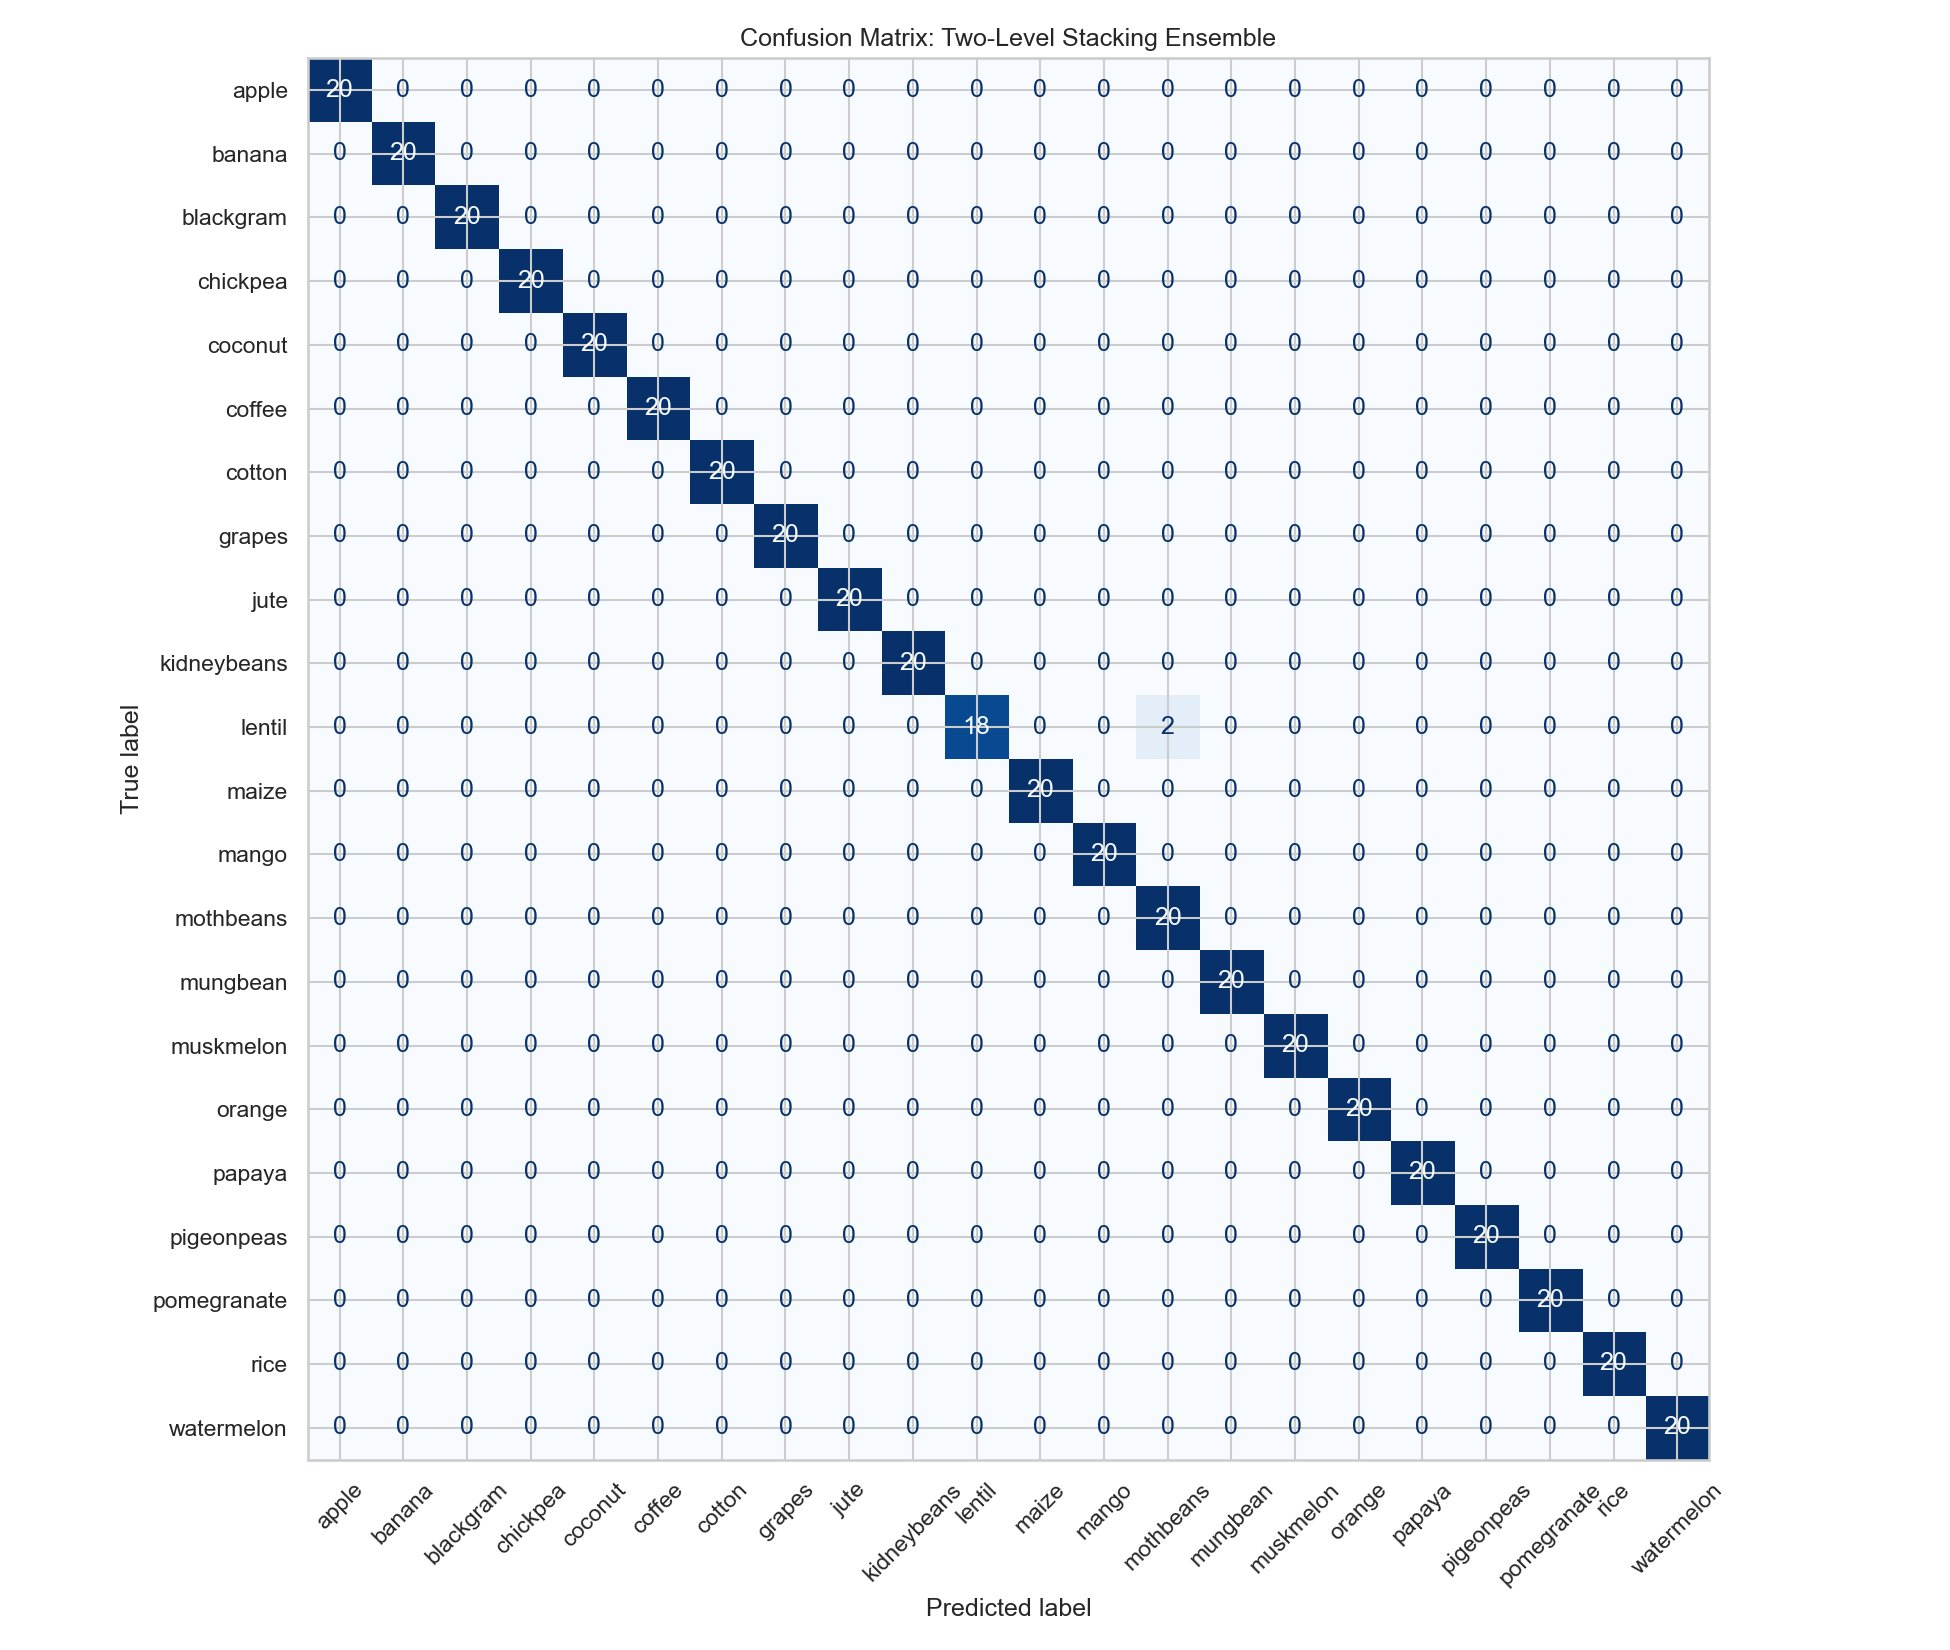 Confusion Matrix: Two-Level Stacking Ensemble
apple 20 0 0 0 0 0 0 0 0 0 0 0 0 0 0 0 0 0 0 0 0 0
banana 0 20 0 0 0 0 0 0 0 0 0 0 0 0 0 0 0 0 0 0 0 0
blackgram 0 0 20 0 0 0 0 0 0 0 0 0 0 0 0 0 0 0 0 0 0 0
chickpea 0 0 0 20 0 0 0 0 0 0 0 0 0 0 0 0 0 0 0 0 0 0
coconut 0 0 0 0 20 0 0 0 0 0 0 0 0 0 0 0 0 0 0 0 0 0
coffee 0 0 0 0 0 20 0 0 0 0 0 0 0 0 0 0 0 0 0 0 0 0
cotton 0 0 0 0 0 0 20 0 0 0 0 0 0 0 0 0 0 0 0 0 0 0
grapes 0 0 0 0 0 0 0 20 0 0 0 0 0 0 0 0 0 0 0 0 0 0
jute 0 0 0 0 0 0 0 0 20 0 0 0 0 0 0 0 0 0 0 0 0 0
kidneybeans 0 0 0 0 0 0 0 0 0 20 0 0 0 0 0 0 0 0 0 0 0 0
lentil 0 0 0 0 0 0 0 0 0 0 18 0 0 2 0 0 0 0 0 0 0 0
maize 0 0 0 0 0 0 0 0 0 0 0 20 0 0 0 0 0 0 0 0 0 0
mango 0 0 0 0 0 0 0 0 0 0 0 0 20 0 0 0 0 0 0 0 0 0
mothbeans 0 0 0 0 0 0 0 0 0 0 0 0 0 20 0 0 0 0 0 0 0 0
mungbean 0 0 0 0 0 0 0 0 0 0 0 0 0 0 20 0 0 0 0 0 0 0
muskmelon 0 0 0 0 0 0 0 0 0 0 0 0 0 0 0 20 0 0 0 0 0 0
orange 0 0 0 0 0 0 0 0 0 0 0 0 0 0 0 0 20 0 0 0 0 0
papaya 0 0 0 0 0 0 0 0 0 0 0 0 0 0 0 0 0 20 0 0 0 0
pigeonpeas 0 0 0 0 0 0 0 0 0 0 0 0 0 0 0 0 0 0 20 0 0 0
pomegranate 0 0 0 0 0 0 0 0 0 0 0 0 0 0 0 0 0 0 0 20 0 0
rice 0 0 0 0 0 0 0 0 0 0 0 0 0 0 0 0 0 0 0 0 20 0
watermelon 0 0 0 0 0 0 0 0 0 0 0 0 0 0 0 0 0 0 0 0 0 20
True label
apple banana blackgram chickpea coconut coffee cotton grapes jute kidneybeans lentil maize mango mothbeans mungbean muskmelon orange papaya pigeonpeas pomegranate rice watermelon
Predicted label